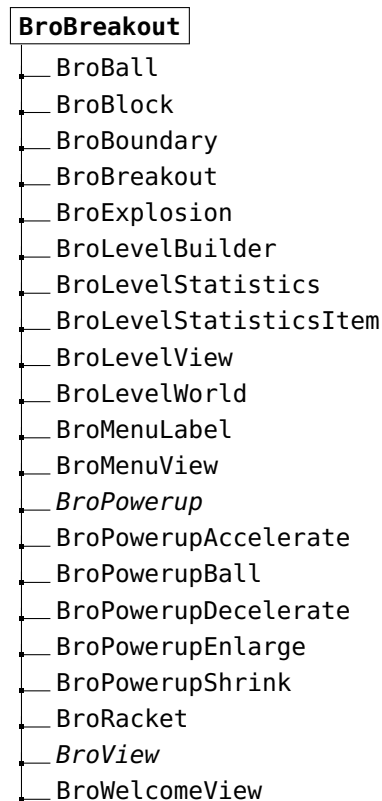 BroBreakout
BroBall
BroBlock
BroBoundary
BroBreakout
BroExplosion
BroLevelBuilder
BroLevelStatistics
BroLevelStatisticsItem
BroLevelView
BroLevelWorld
BroMenuLabel
BroMenuView
BroPowerup
BroPowerupAccelerate
BroPowerupBall
BroPowerupDecelerate
BroPowerupEnlarge
BroPowerupShrink
BroRacket
BroView
BroWelcomeView